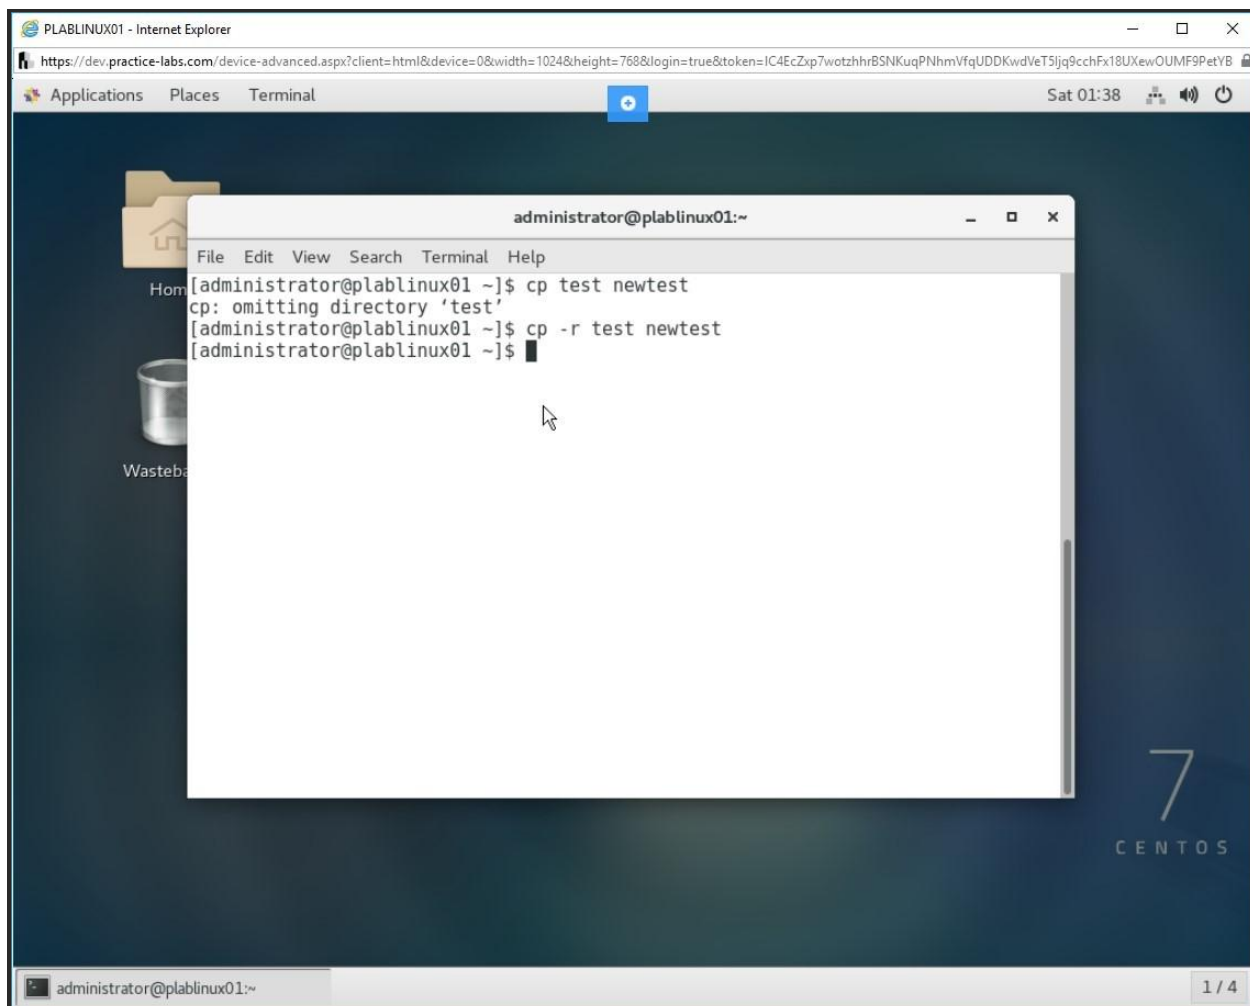 PLABLINUX01 - Internet Explorer
https://dev.practice-labs.com/device-advanced.aspx?client=html&device=0&width=1024&height=768&login=true&token=IC4EcZxp7wotzhhrBSNKuqPNhmVfqUDDKwdVeT5ljq9cchFx18UXewOUMF9PetYB
Applications Places Terminal Sat 01:38
administrator@plablinux01:~
File Edit View Search Terminal Help
[administrator@plablinux01 ~]$ cp test newtest
cp: omitting directory ‘test’
[administrator@plablinux01 ~]$ cp -r test newtest
[administrator@plablinux01 ~]$
Hom
Wasteba
7
CENTOS
administrator@plablinux01:~ 1 / 4